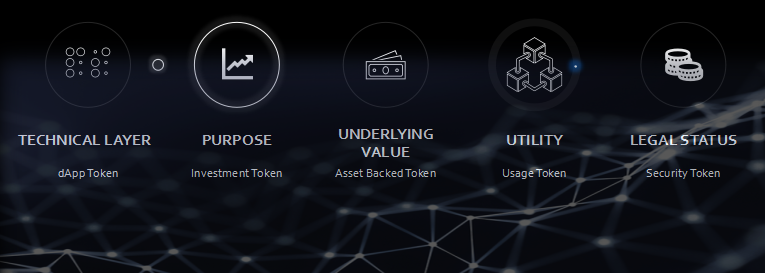 TECHNICAL LAYER
dApp Token
PURPOSE
Investment Token
UNDERLYING
VALUE
Asset Backed Token
UTILITY
Usage Token
LEGAL STATUS
Security Token